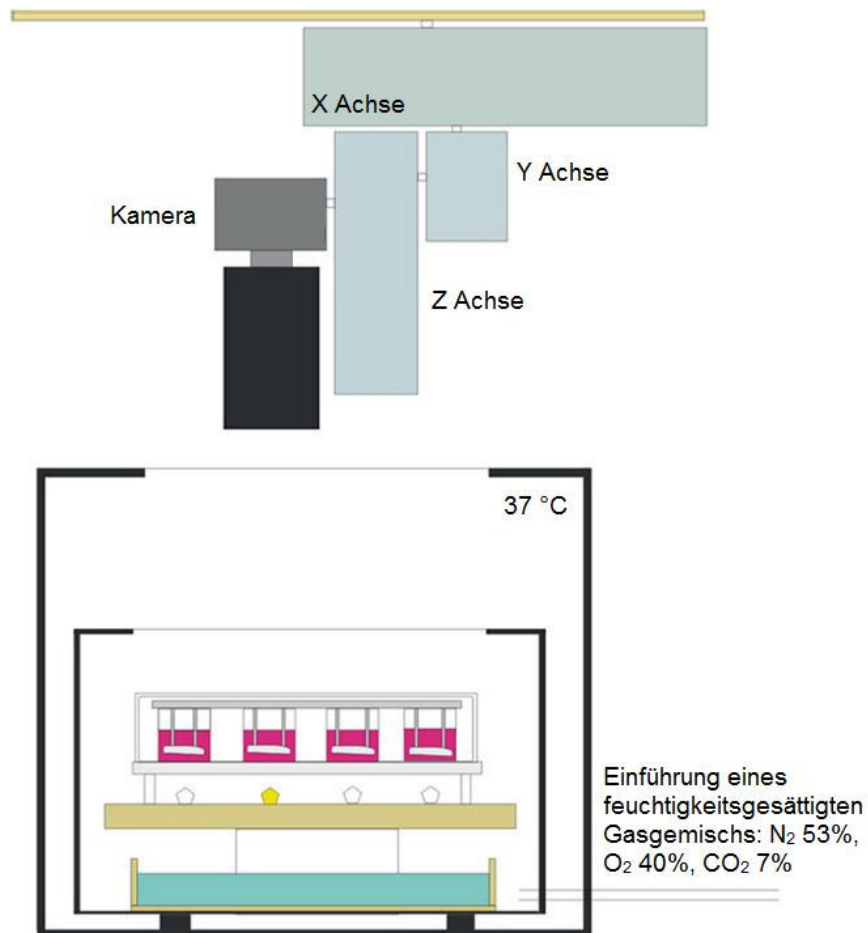 X Achse
Y Achse
Kamera
Z Achse
37 °C
Einführung eines
feuchtigkeitsgesättigten
Gasgemischs: N₂ 53%,
O₂ 40%, CO₂ 7%